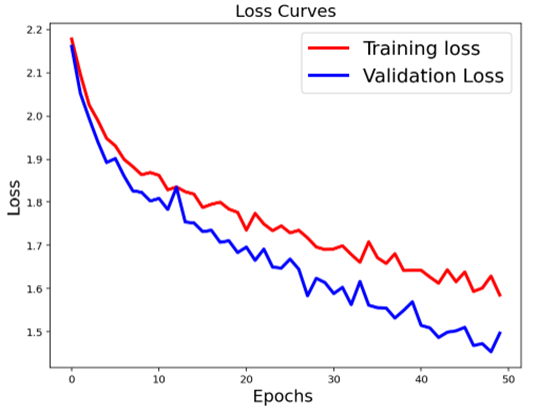 Loss Curves
Training loss
Validation Loss
2.2
2.1
2.0
1.9
1.8
1.7
1.6
1.5
Loss
0 10 20 30 40 50
Epochs